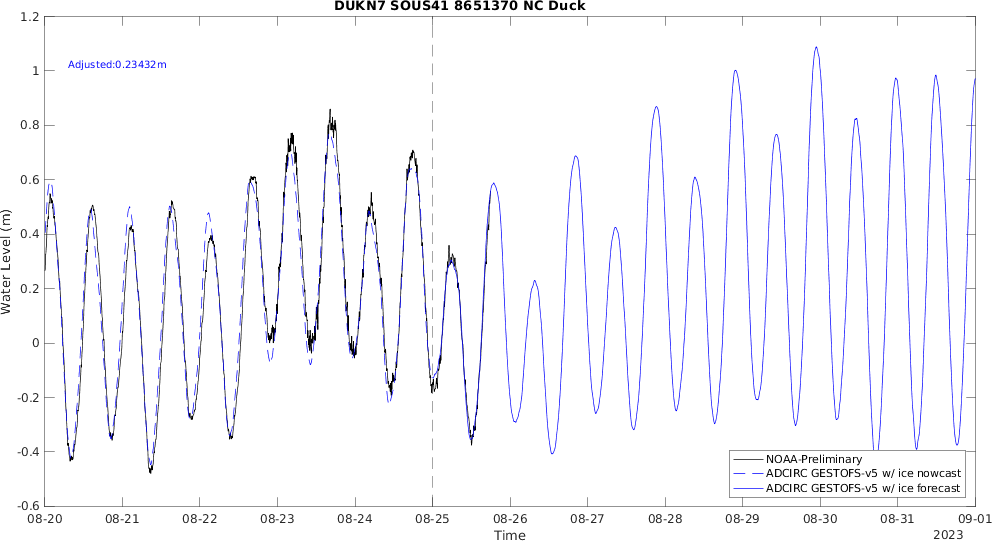 DUKN7 SOUS41 8651370 NC Duck
1.2
1
0.8
0.6
0.4
0.2
0
-0.2
-0.4
-0.6
Water Level (m)
Adjusted:0.23432m
NOAA-Preliminary
ADCIRC GESTOFS-v5 w/ ice nowcast
ADCIRC GESTOFS-v5 w/ ice forecast
08-20 08-21 08-22 08-23 08-24 08-25 08-26 08-27 08-28 08-29 08-30 08-31 09-01
Time
2023